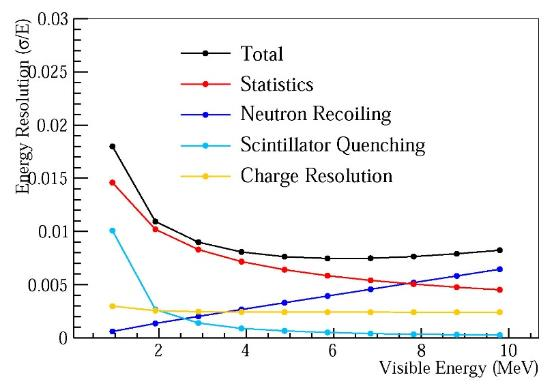 0.03
0.025
0.02
0.015
0.01
0.005
0
Energy Resolution (σ/E)
Total
Statistics
Neutron Recoiling
Scintillator Quenching
Charge Resolution
2 4 6 8 10
Visible Energy (MeV)